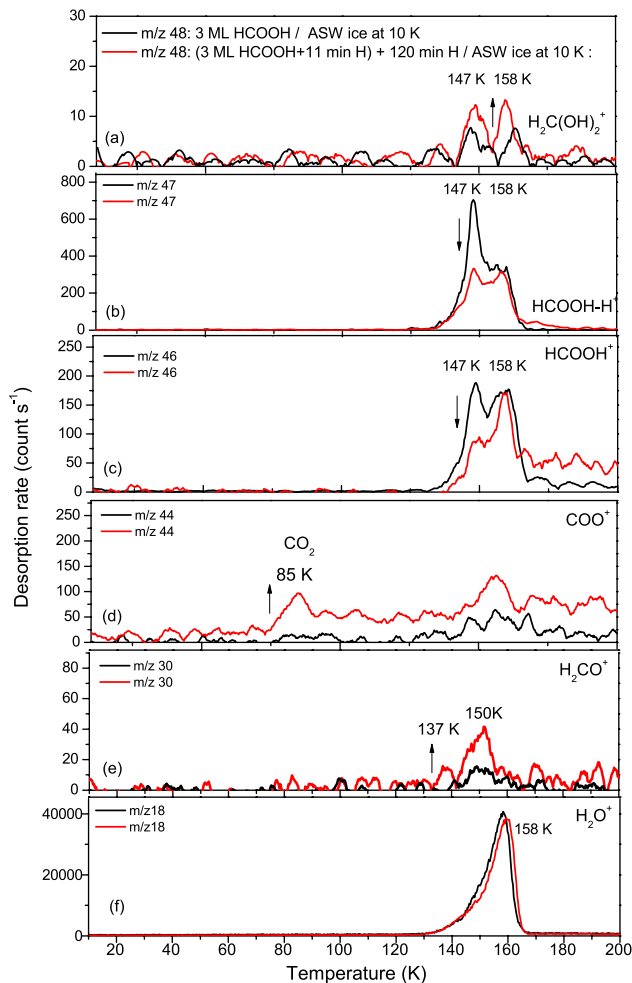 30
m/z 48: 3 ML HCOOH / ASW ice at 10 K
m/z 48: (3 ML HCOOH+11 min H) + 120 min H / ASW ice at 10 K :
20
147 K 158 K
10
H₂C(OH)₂⁺
(a)
0
800
m/z 47
147 K 158 K
m/z 47
600
400
200
(b)
HCOOH-H⁺
0
250
m/z 46
HCOOH⁺
m/z 46
147 K 158 K
200
150
100
50
(c)
0
250
m/z 44
COO⁺
m/z 44
200
CO₂
150
85 K
100
50
(d)
0
80
m/z 30
H₂CO⁺
m/z 30
60
40
137 K 150K
20
(e)
0
40000
m/z18
H₂O⁺
m/z18
158 K
20000
(f)
0
20 40 60 80 100 120 140 160 180 200
Temperature (K)
Desorption rate (count s⁻¹)